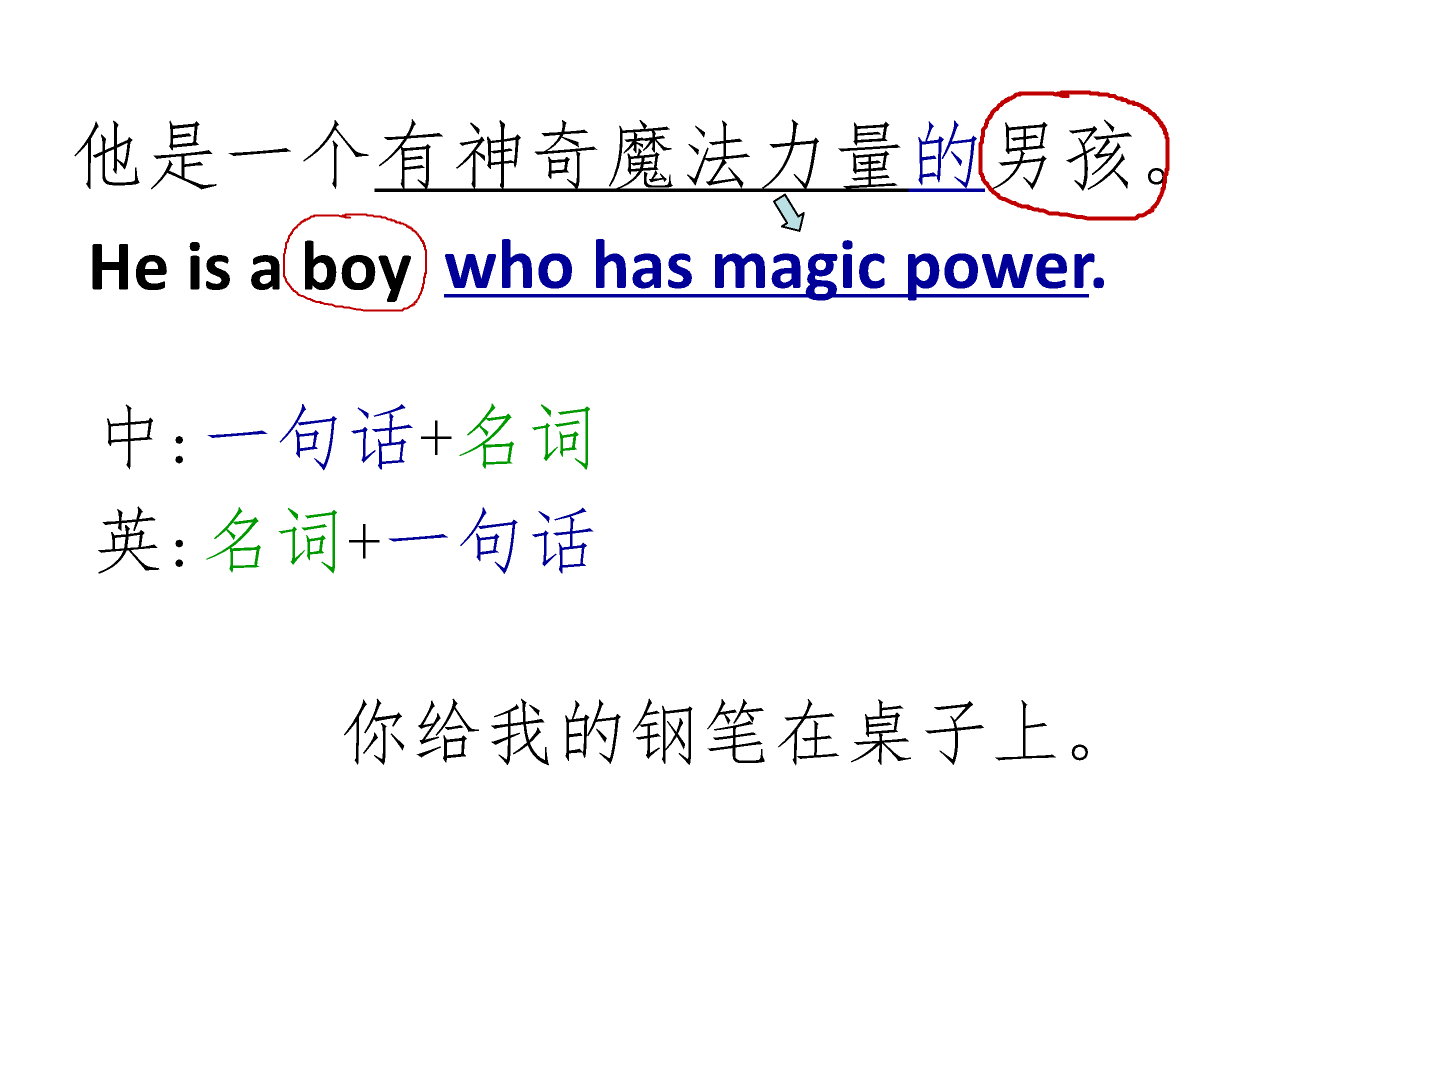 他是一个有神奇魔法力量的男孩。
He is a boy who has magic power.
中:一句话+名词
英:名词+一句话
你给我的钢笔在桌子上。